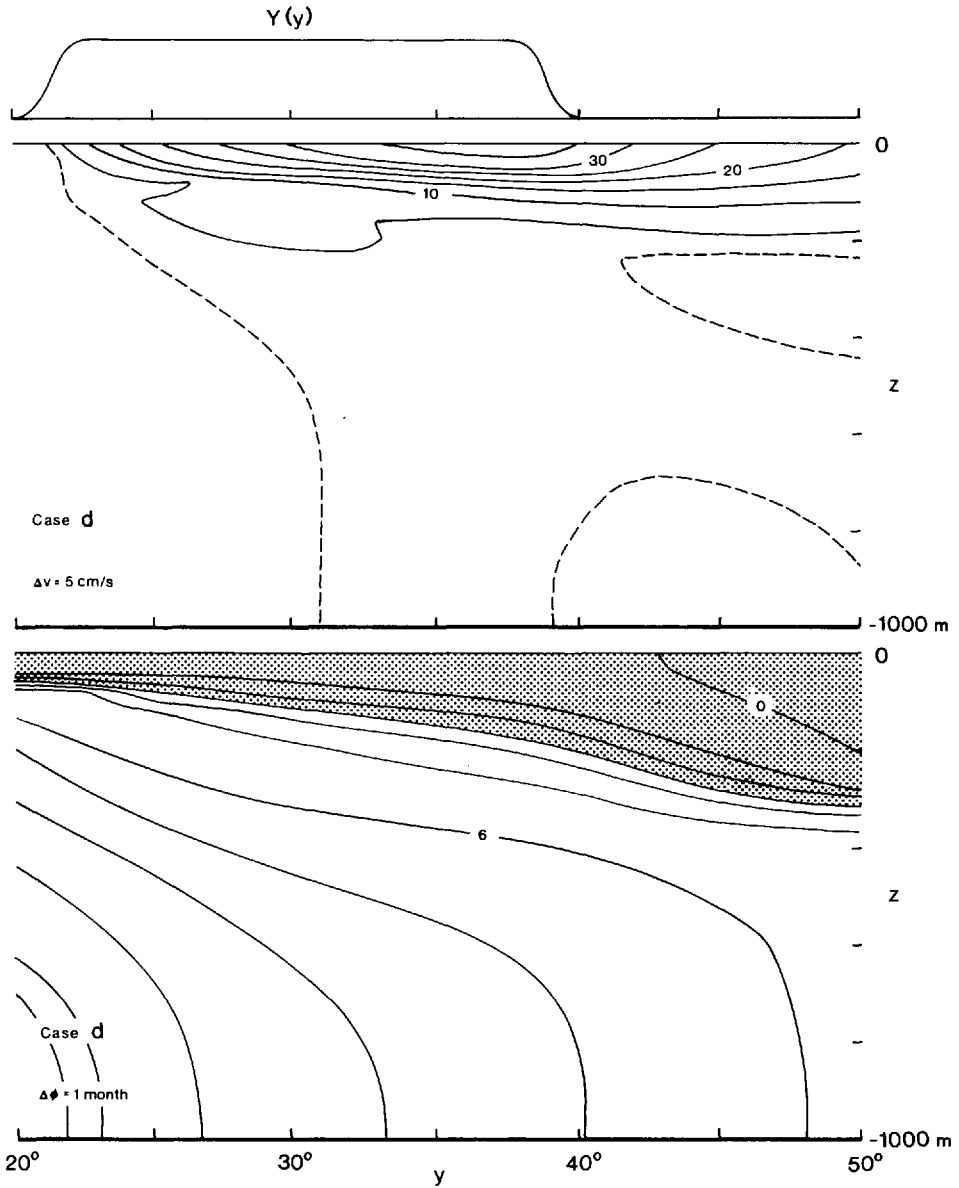 Y(y)
0
30
20
10
z
Case d
Δv = 5 cm/s
-1000 m
0
0
6
z
Case d
Δϕ = 1 month
-1000 m
20° 30° 40° 50°
y